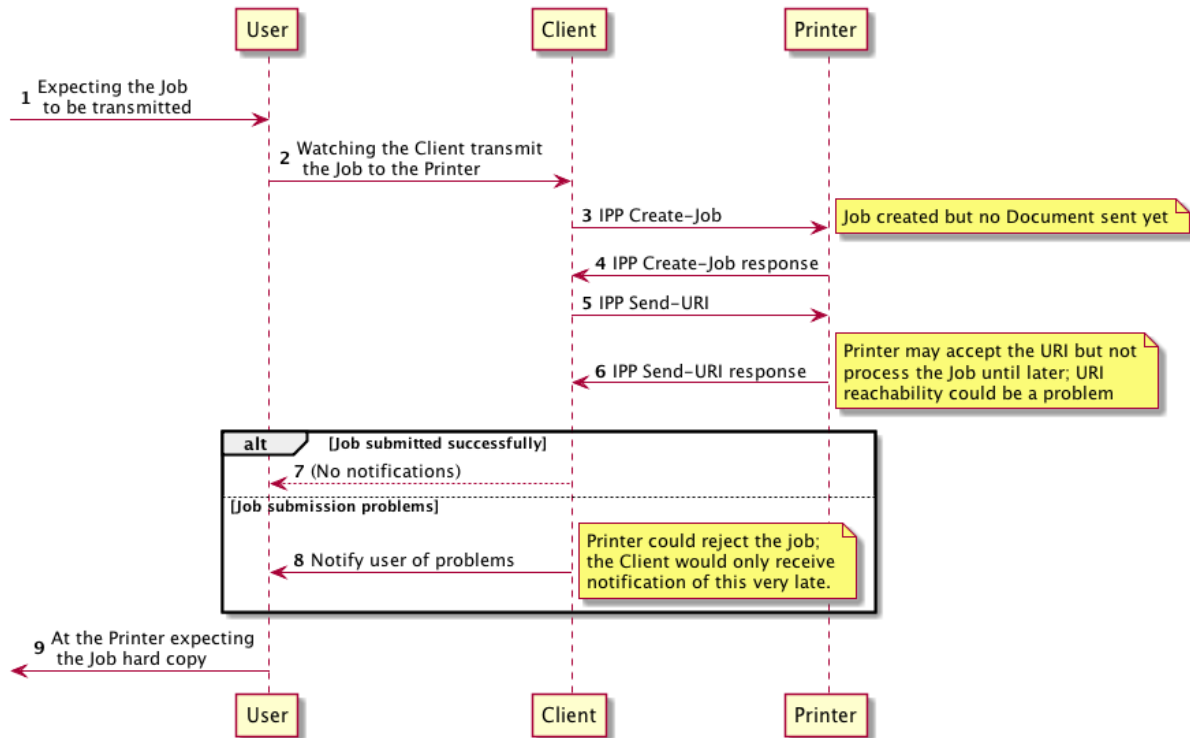 User
Client
Printer
1 Expecting the Job
to be transmitted
2 Watching the Client transmit
the Job to the Printer
3 IPP Create-Job
Job created but no Document sent yet
4 IPP Create-Job response
5 IPP Send-URI
Printer may accept the URI but not
process the Job until later; URI
reachability could be a problem
6 IPP Send-URI response
alt [Job submitted successfully]
7 (No notifications)
[Job submission problems]
Printer could reject the job;
the Client would only receive
notification of this very late.
8 Notify user of problems
9 At the Printer expecting
the Job hard copy
User
Client
Printer